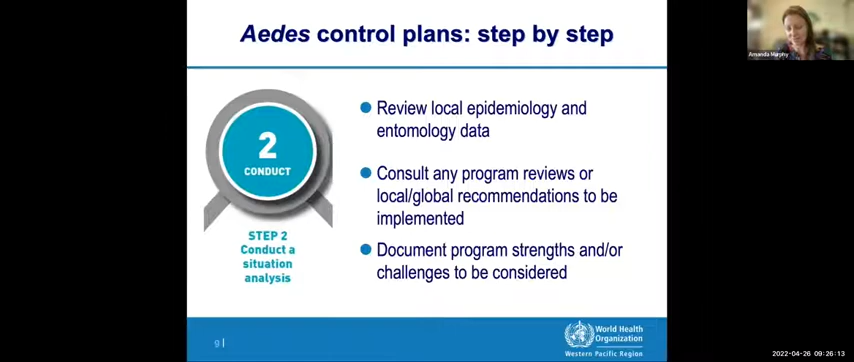 Aedes control plans: step by step
Amanda Murphy
2
CONDUCT
STEP 2
Conduct a
situation
analysis
Review local epidemiology and
entomology data
Consult any program reviews or
local/global recommendations to be
implemented
Document program strengths and/or
challenges to be considered
9|
World Health
Organization
Western Pacific Region
2022-04-26 09:26:13